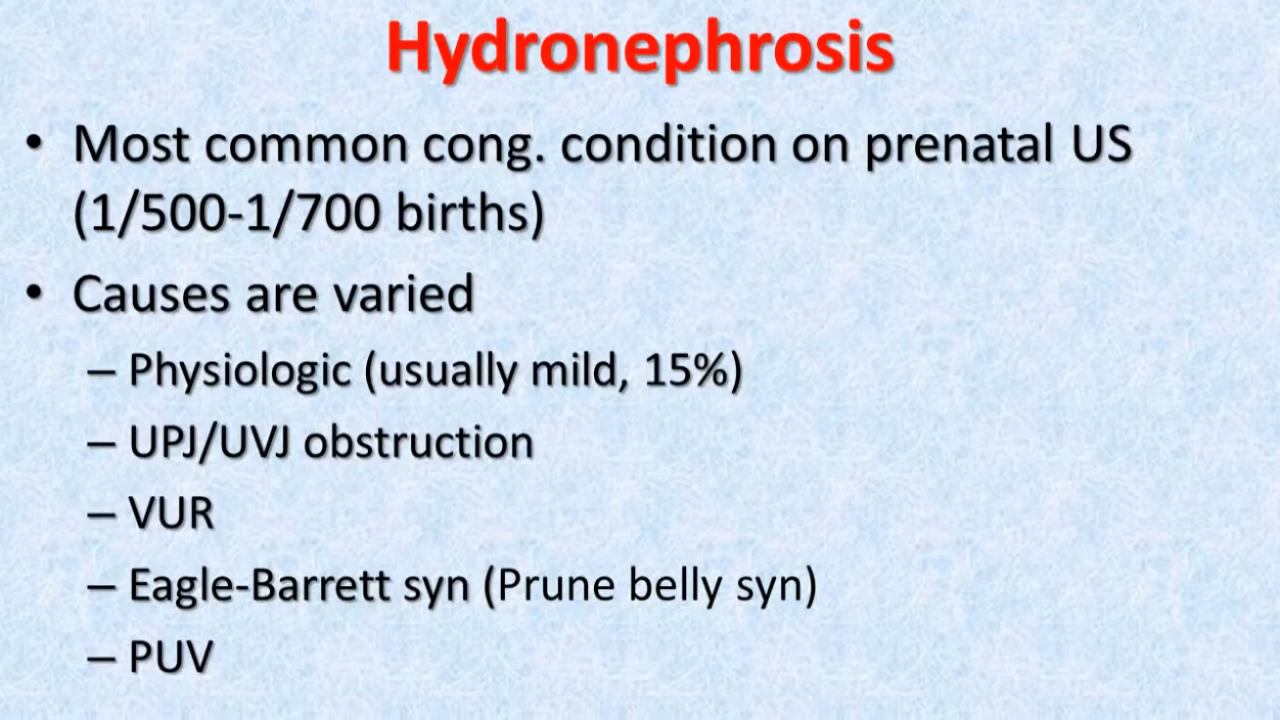 Hydronephrosis
• Most common cong. condition on prenatal US
(1/500-1/700 births)
• Causes are varied
– Physiologic (usually mild, 15%)
– UPJ/UVJ obstruction
– VUR
– Eagle-Barrett syn (Prune belly syn)
– PUV